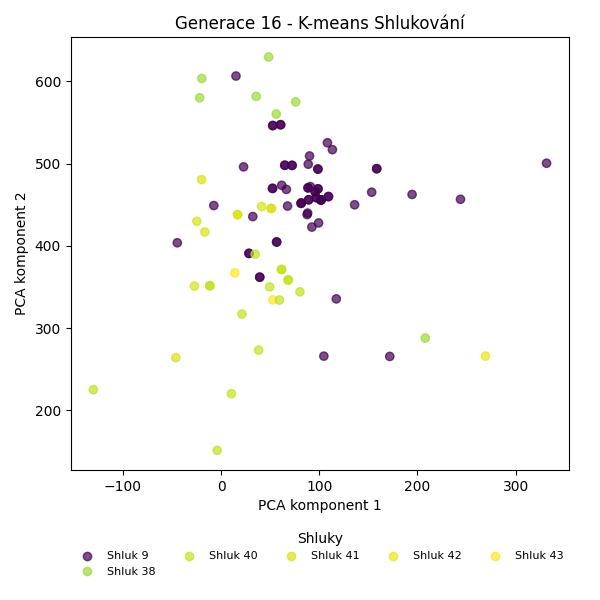 Generace 16 - K-means Shlukování
600
500
400
300
200
PCA komponent 2
−100
0
100
200
300
PCA komponent 1
Shluky
Shluk 9
Shluk 40
Shluk 41
Shluk 42
Shluk 43
Shluk 38